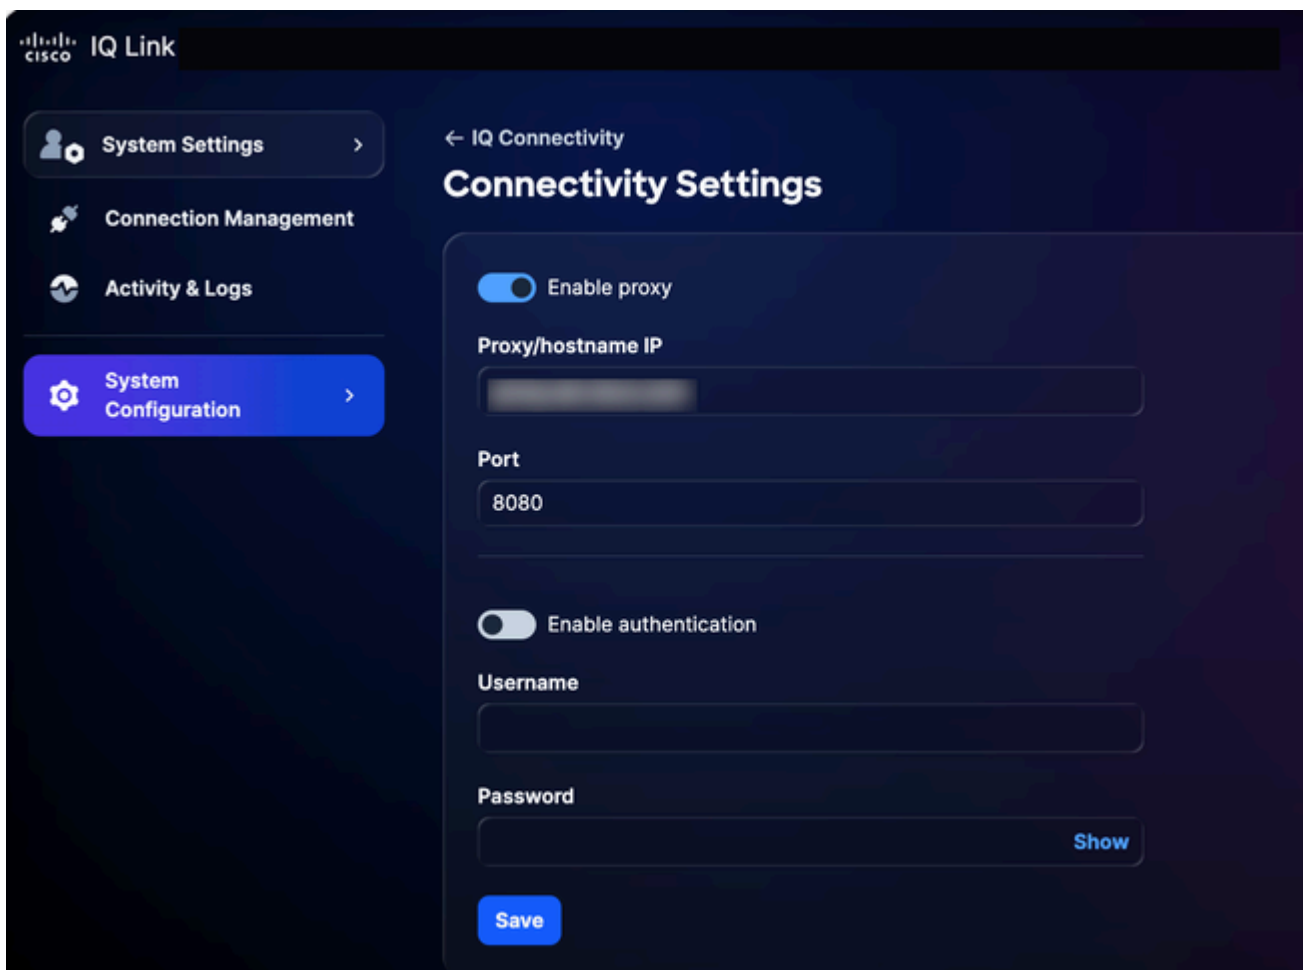 CISCO IQ Link
System Settings
Connection Management
Activity & Logs
System
Configuration
← IQ Connectivity
Connectivity Settings
Enable proxy
Proxy/hostname IP
Port
8080
Enable authentication
Username
Password
Show
Save